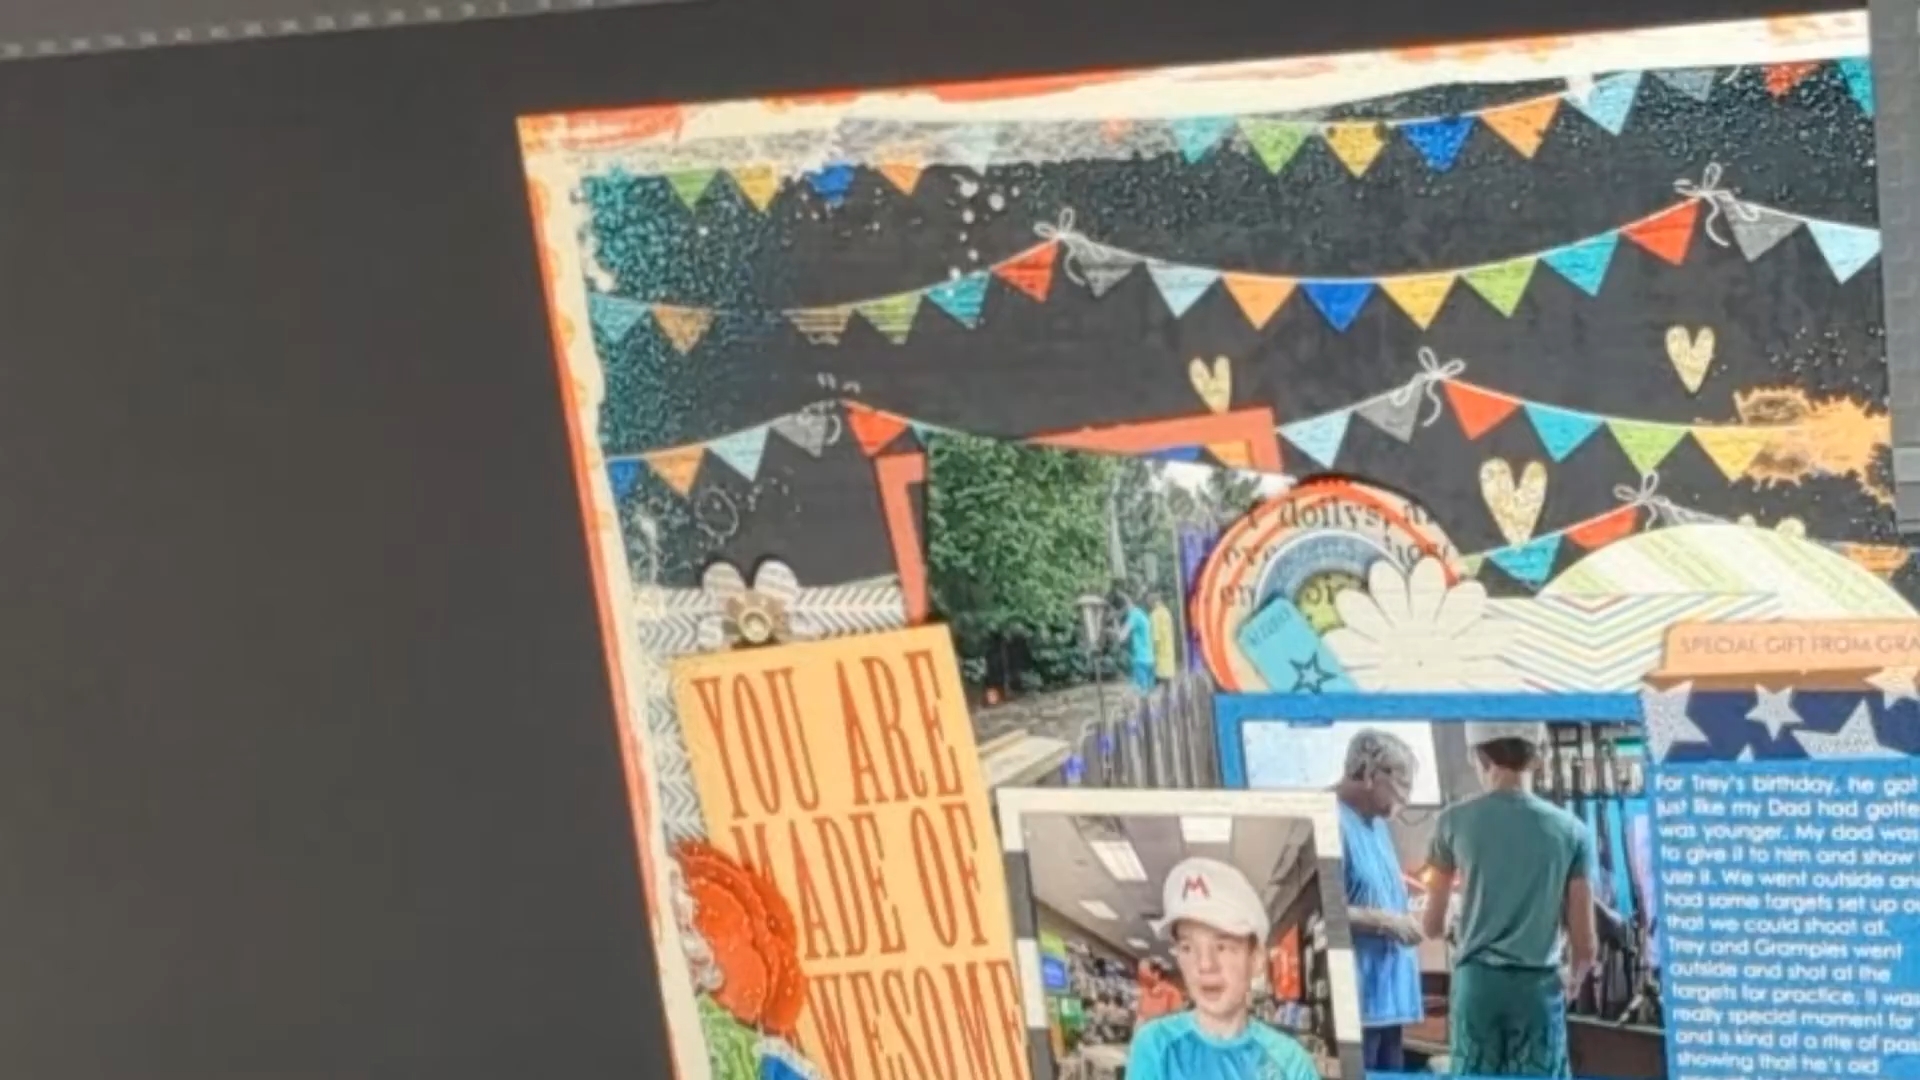 dollys, a
SPECIAL GIFT FROM GRA
YOU ARE
MADE OF
WESOME
M
For Trey's birthday, he got
just like my Dad had gotte
was younger. My dad was
to give it to him and show
use it. We went outside and
had some targets set up ou
that we could shoot at.
Trey and Grampies went
outside and shot at the
targets for practice. It was
really special moment for
and is kind of a rite of pas
showing that he's old